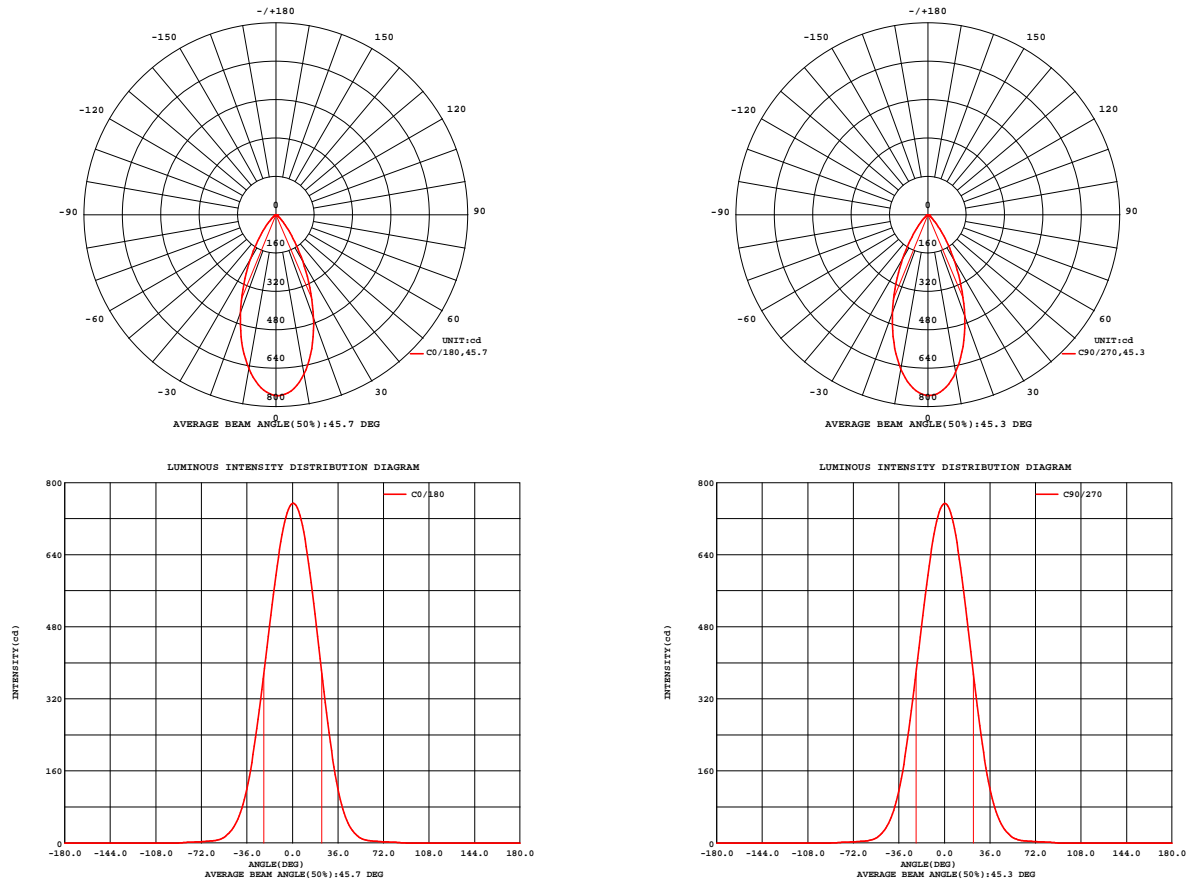 -/+180
-150 150
-120 120
-90 0 90
160
320
-60 480 60
UNIT:cd
C0/180,45.7
640
-30 800 30
0
AVERAGE BEAM ANGLE(50%):45.7 DEG
-/+180
-150 150
-120 120
-90 0 90
160
320
-60 480 60
UNIT:cd
C90/270,45.3
640
-30 800 30
0
AVERAGE BEAM ANGLE(50%):45.3 DEG
LUMINOUS INTENSITY DISTRIBUTION DIAGRAM
C0/180
800
640
480
320
160
0
INTENSITY(cd)
-180.0 -144.0 -108.0 -72.0 -36.0 0.0 36.0 72.0 108.0 144.0 180.0
ANGLE(DEG)
AVERAGE BEAM ANGLE(50%):45.7 DEG
LUMINOUS INTENSITY DISTRIBUTION DIAGRAM
C90/270
800
640
480
320
160
0
INTENSITY(cd)
-180.0 -144.0 -108.0 -72.0 -36.0 0.0 36.0 72.0 108.0 144.0 180.0
ANGLE(DEG)
AVERAGE BEAM ANGLE(50%):45.3 DEG